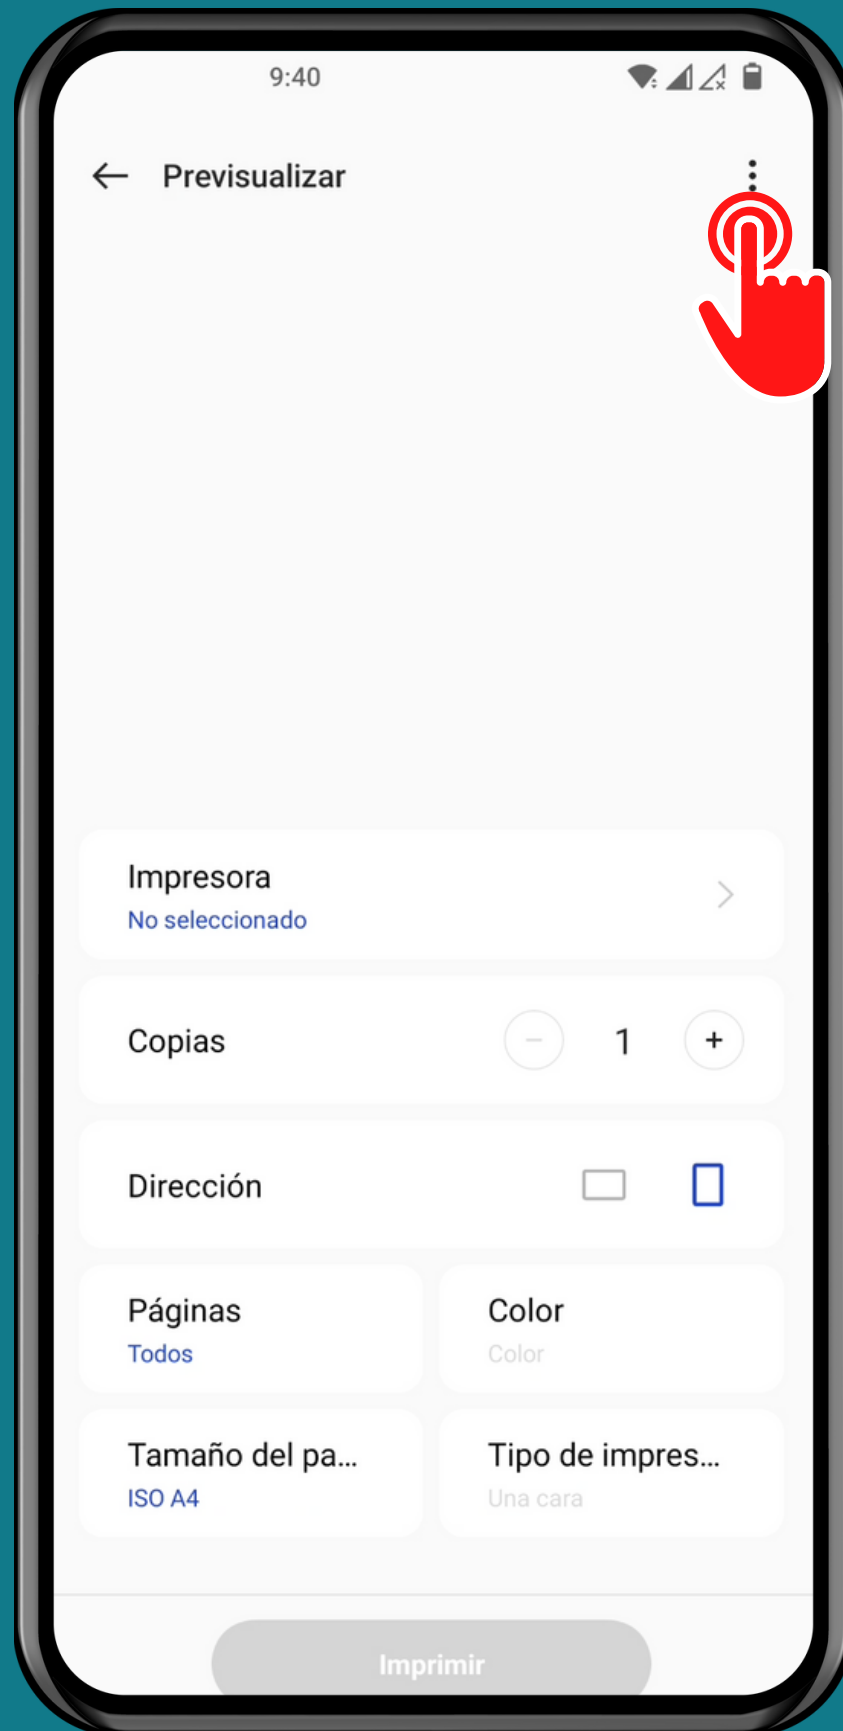 9:40
Previsualizar
Impresora
No seleccionado
Copias
1
Dirección
Páginas
Todos
Color
Color
Tamaño del pa...
ISO A4
Tipo de impres...
Una cara
Imprimir